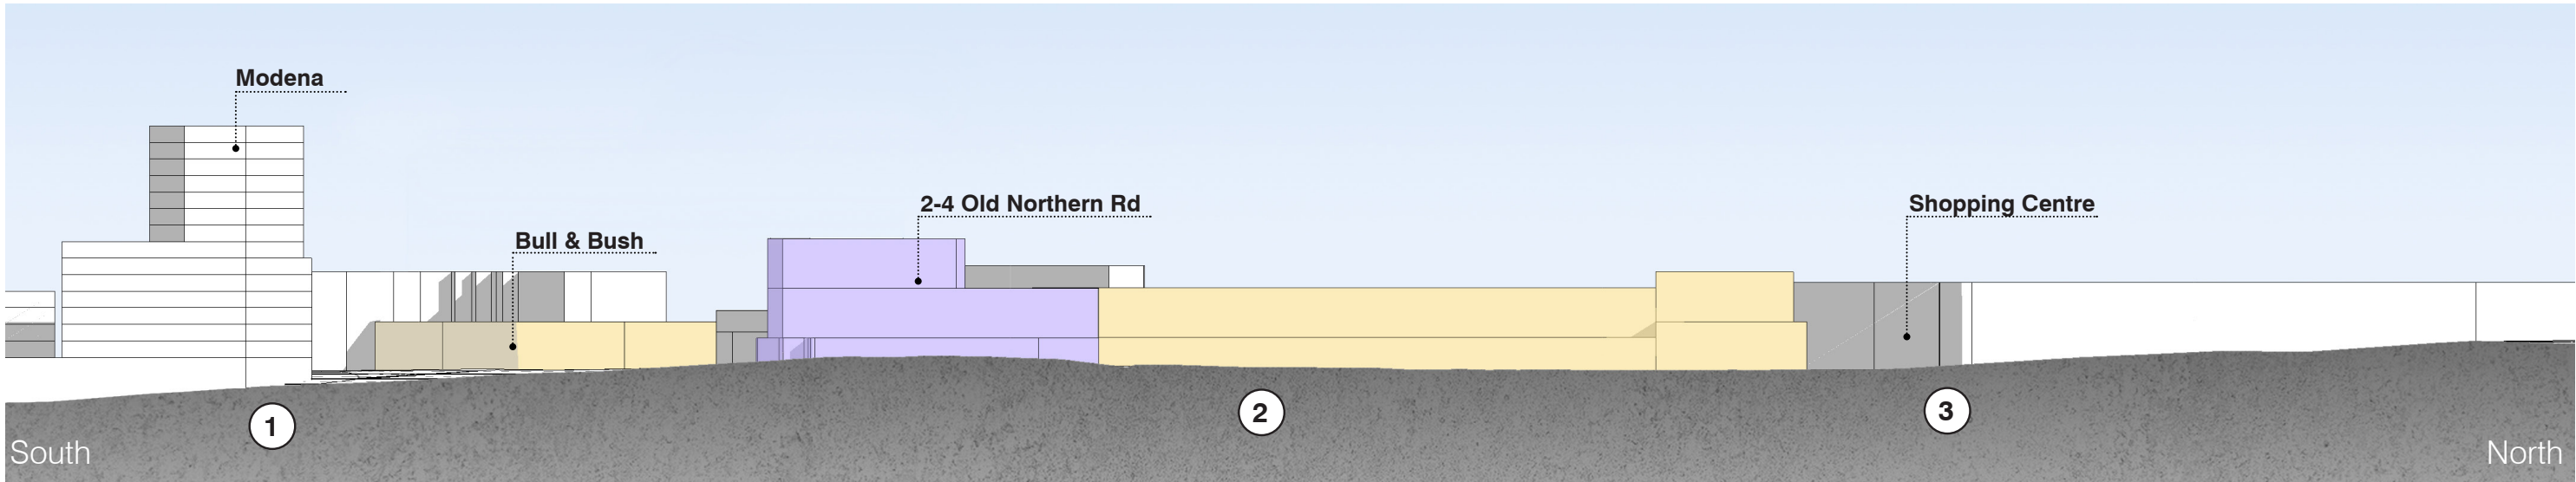 Modena
Bull & Bush
2-4 Old Northern Rd
Shopping Centre
1
2
3
South
North